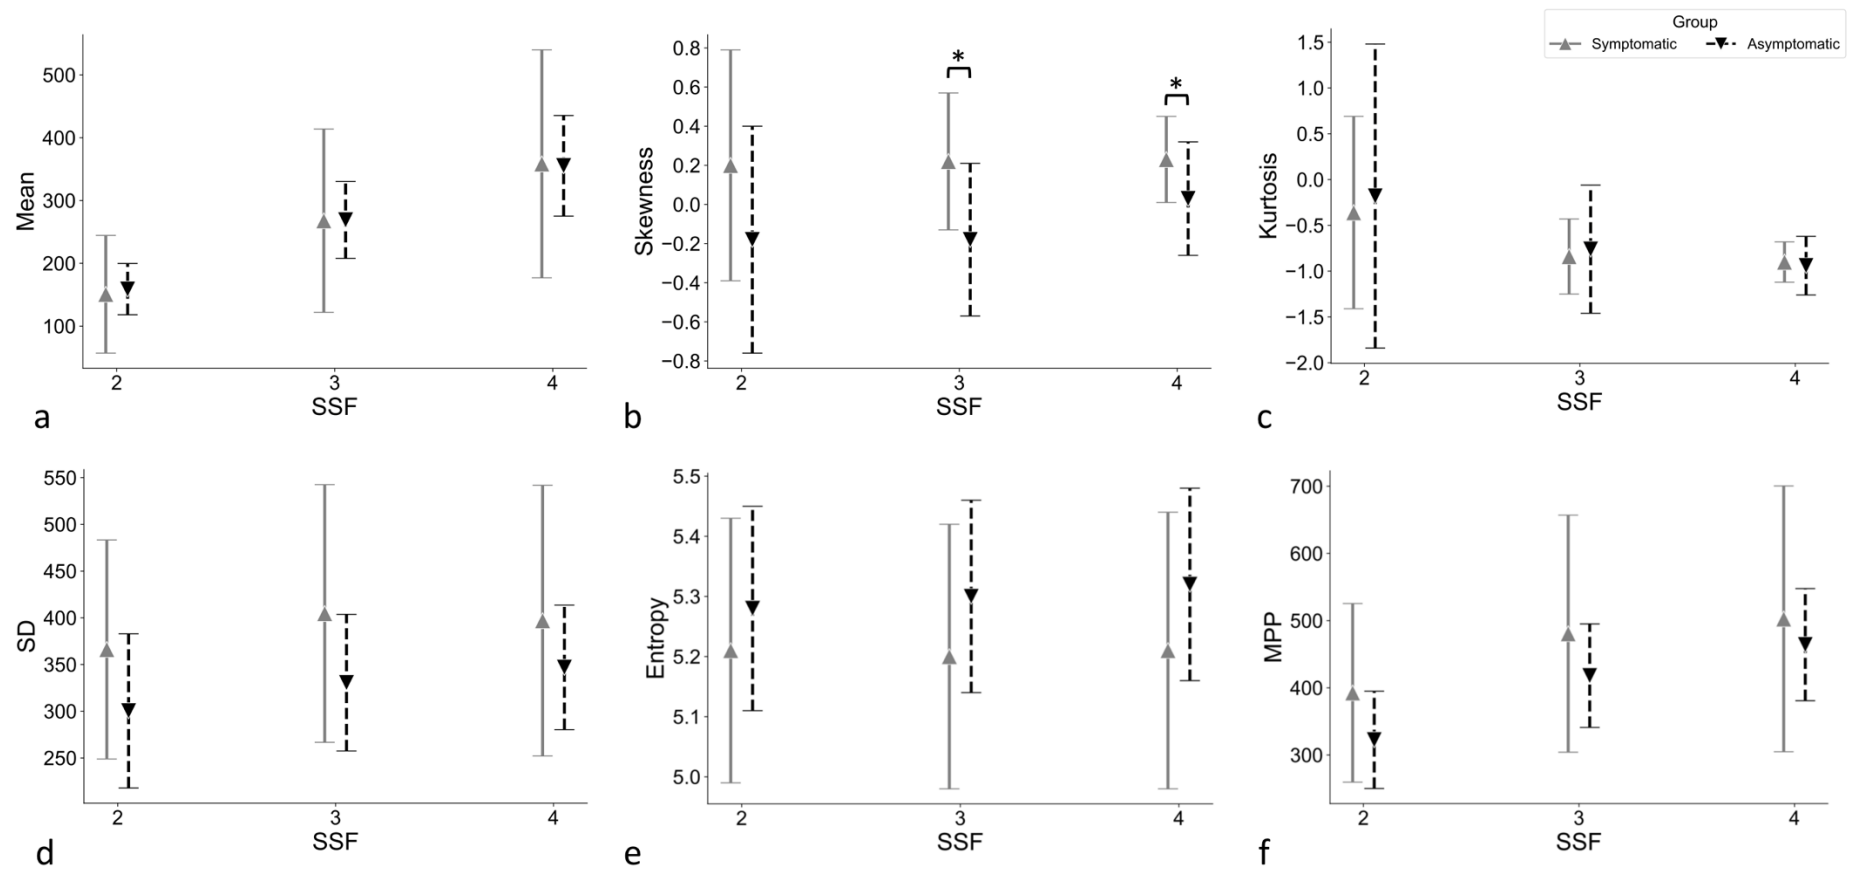 Group
Symptomatic Asymptomatic
500
400
300
200
100
Mean
2 3 4
SSF
a
*
*
0.8
0.6
0.4
0.2
0.0
−0.2
−0.4
−0.6
−0.8
Skewness
2 3 4
SSF
b
1.5
1.0
0.5
0.0
−0.5
−1.0
−1.5
−2.0
Kurtosis
2 3 4
SSF
c
550
500
450
400
350
300
250
SD
2 3 4
SSF
d
5.5
5.4
5.3
5.2
5.1
5.0
Entropy
2 3 4
SSF
e
700
600
500
400
300
MPP
2 3 4
SSF
f